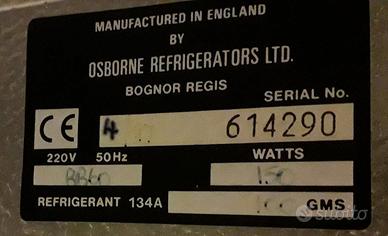 MANUFACTURED IN ENGLAND
BY
OSBORNE REFRIGERATORS LTD.
BOGNOR REGIS
SERIAL No.
CE 4 614290
220V 50Hz WATTS
150
REFRIGERANT 134A GMS
subito